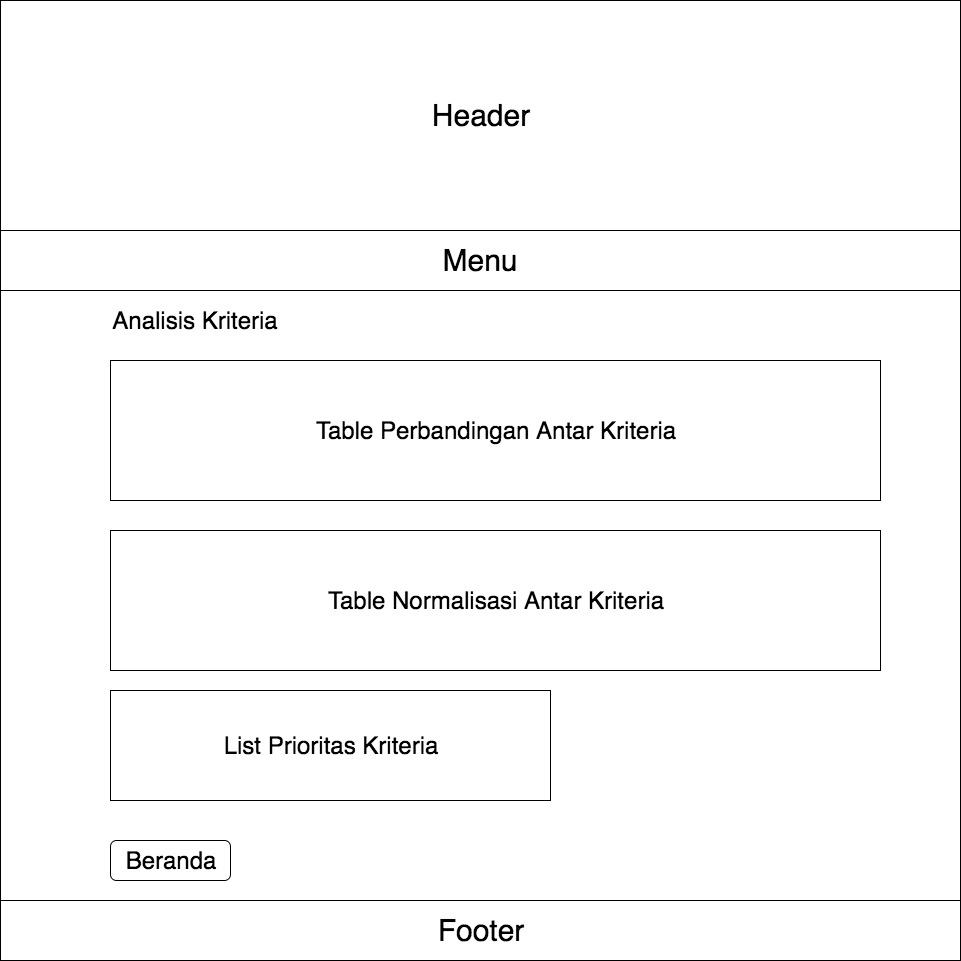 Header
Menu
Analisis Kriteria
Table Perbandingan Antar Kriteria
Table Normalisasi Antar Kriteria
List Prioritas Kriteria
Beranda
Footer